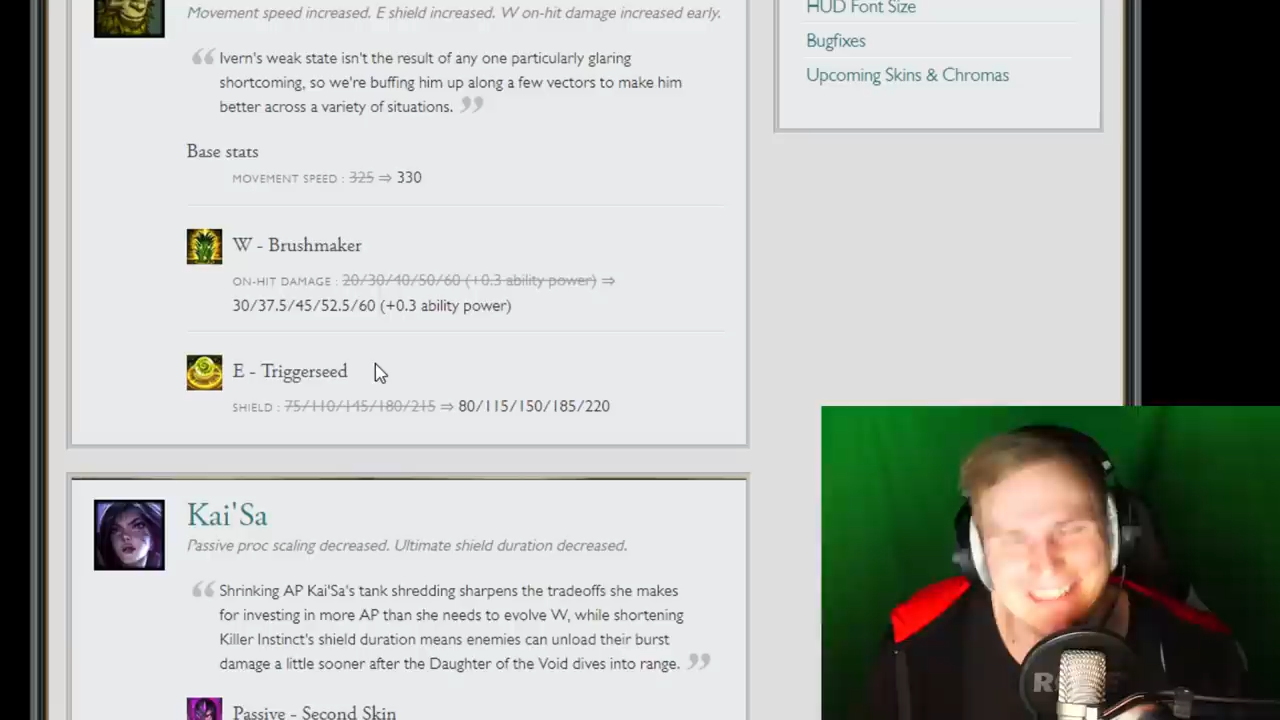 Movement speed increased. E shield increased. W on-hit damage increased early.
“ Ivern's weak state isn't the result of any one particularly glaring
shortcoming, so we're buffing him up along a few vectors to make him
better across a variety of situations. ”
Base stats
MOVEMENT SPEED : 325 ⇒ 330
W - Brushmaker
ON-HIT DAMAGE : 20/30/40/50/60 (+0.3 ability power) ⇒
30/37.5/45/52.5/60 (+0.3 ability power)
E - Triggerseed
SHIELD : 75/110/145/180/215 ⇒ 80/115/150/185/220
Kai'Sa
Passive proc scaling decreased. Ultimate shield duration decreased.
“ Shrinking AP Kai'Sa's tank shredding sharpens the tradeoffs she makes
for investing in more AP than she needs to evolve W, while shortening
Killer Instinct's shield duration means enemies can unload their burst
damage a little sooner after the Daughter of the Void dives into range. ”
Passive - Second Skin
HUD Font Size
Bugfixes
Upcoming Skins & Chromas